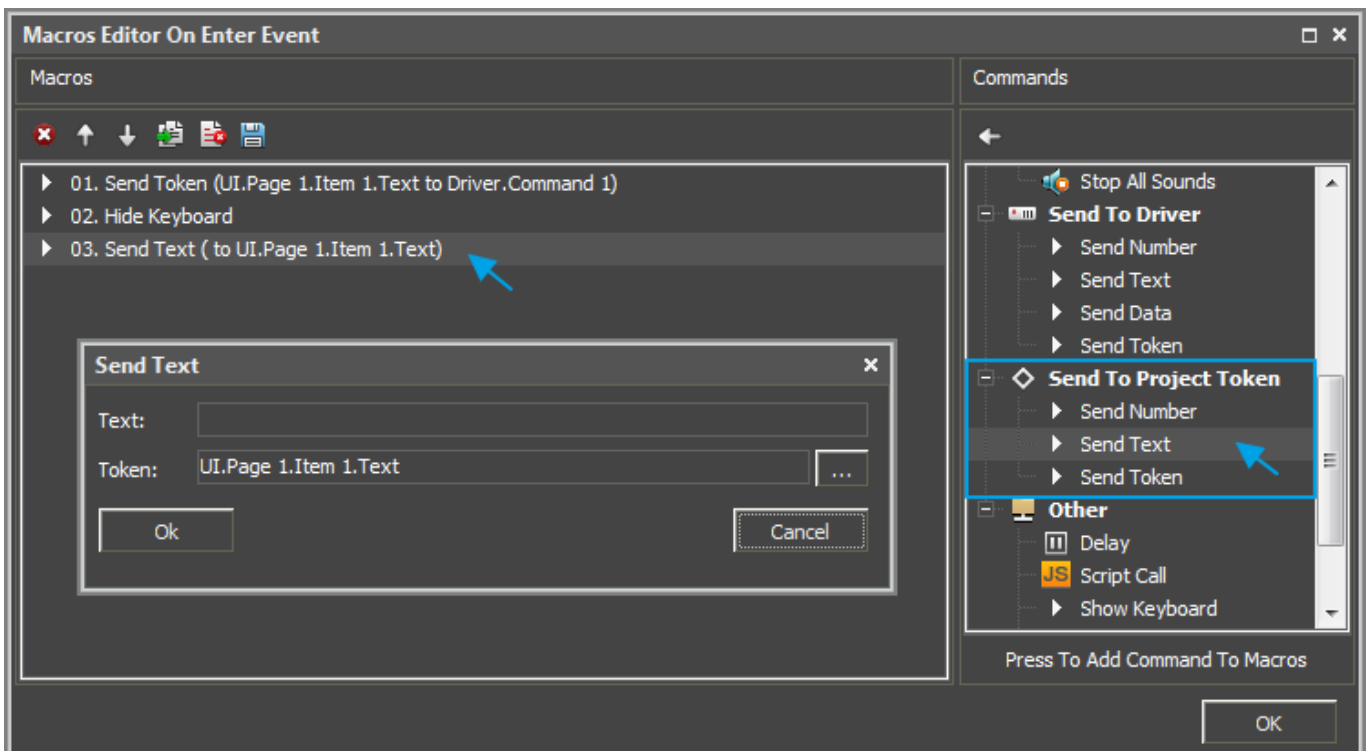 Macros Editor On Enter Event
Macros
01. Send Token (UI.Page 1.Item 1.Text to Driver.Command 1)
02. Hide Keyboard
03. Send Text ( to UI.Page 1.Item 1.Text)
Send Text
Text:
Token: UI.Page 1.Item 1.Text ...
Ok Cancel
Commands
Stop All Sounds
Send To Driver
Send Number
Send Text
Send Data
Send Token
Send To Project Token
Send Number
Send Text
Send Token
Other
Delay
JS Script Call
Show Keyboard
Press To Add Command To Macros
OK